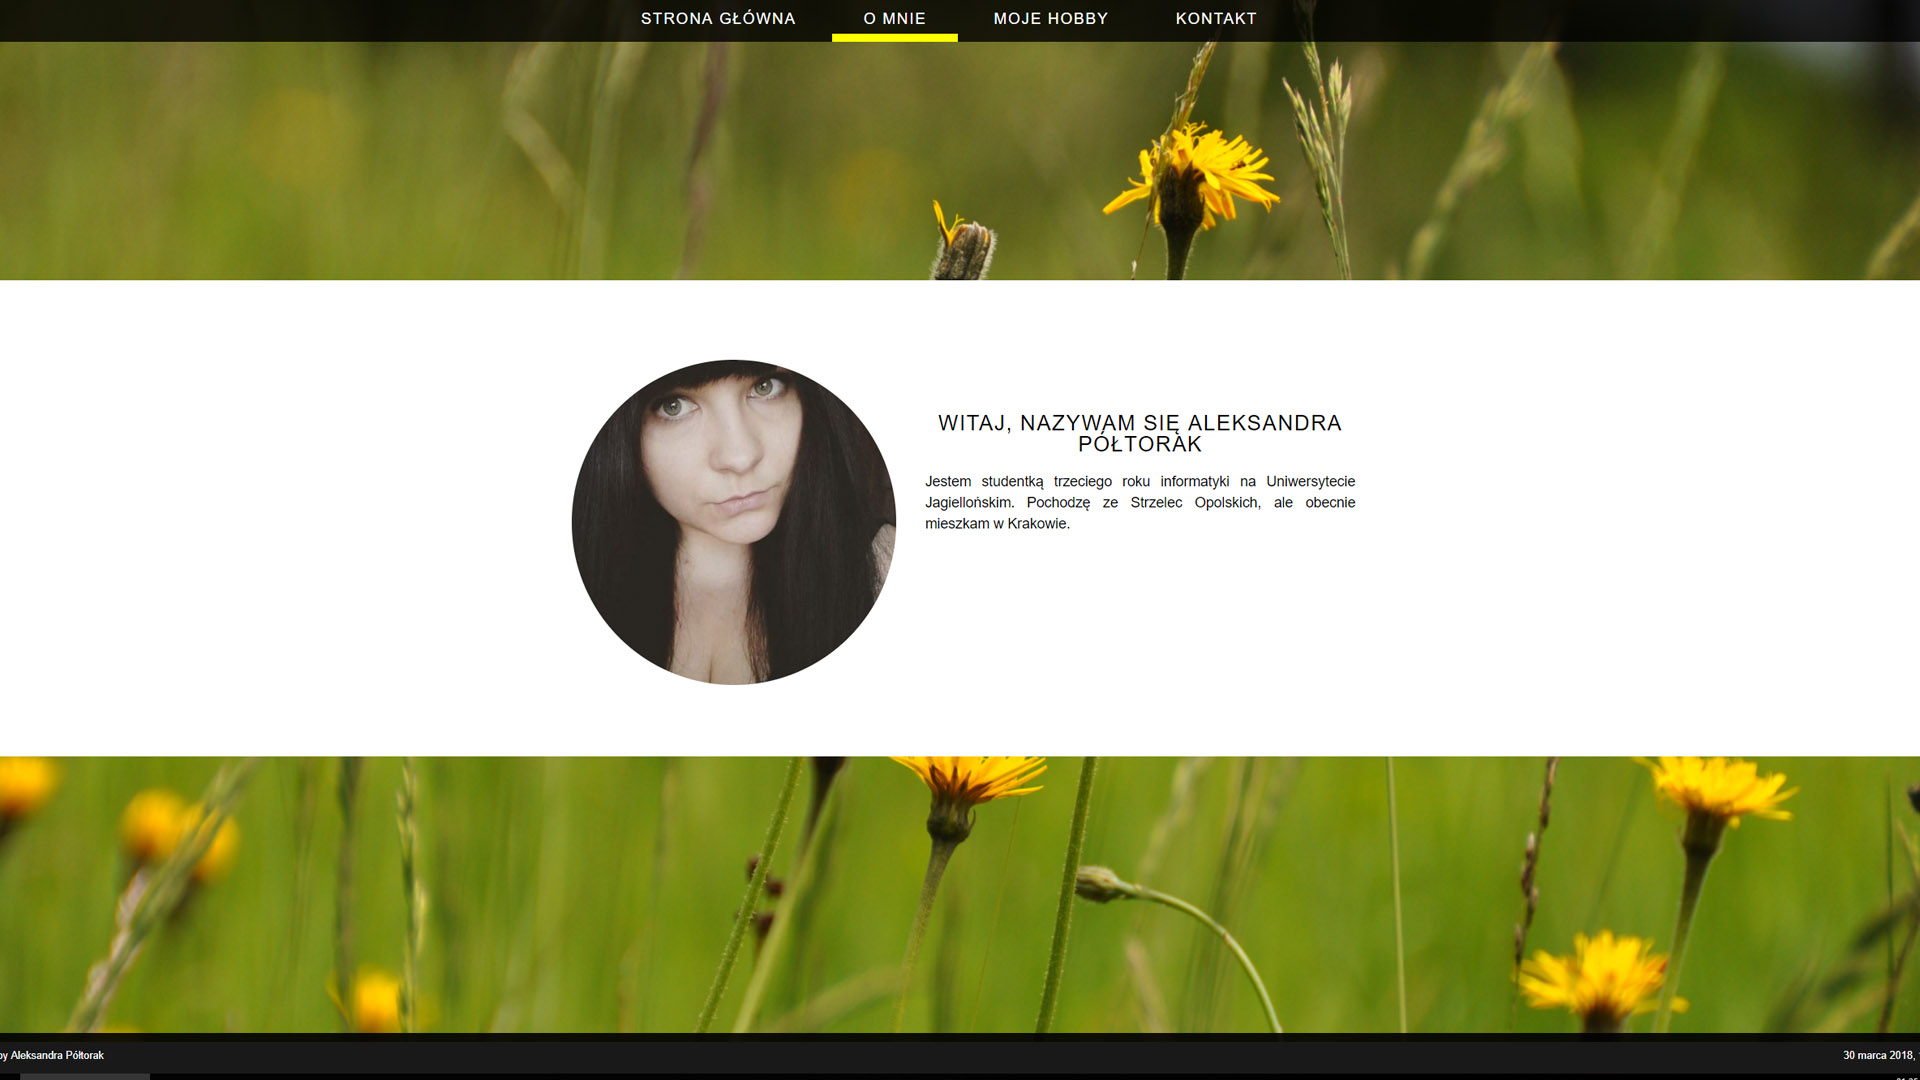 STRONA GŁÓWNA O MNIE MOJE HOBBY KONTAKT
WITAJ, NAZYWAM SIĘ ALEKSANDRA
PÓŁTORAK
Jestem studentką trzeciego roku informatyki na Uniwersytecie
Jagiellońskim. Pochodzę ze Strzelec Opolskich, ale obecnie
mieszkam w Krakowie.
by Aleksandra Półtorak
30 marca 2018,